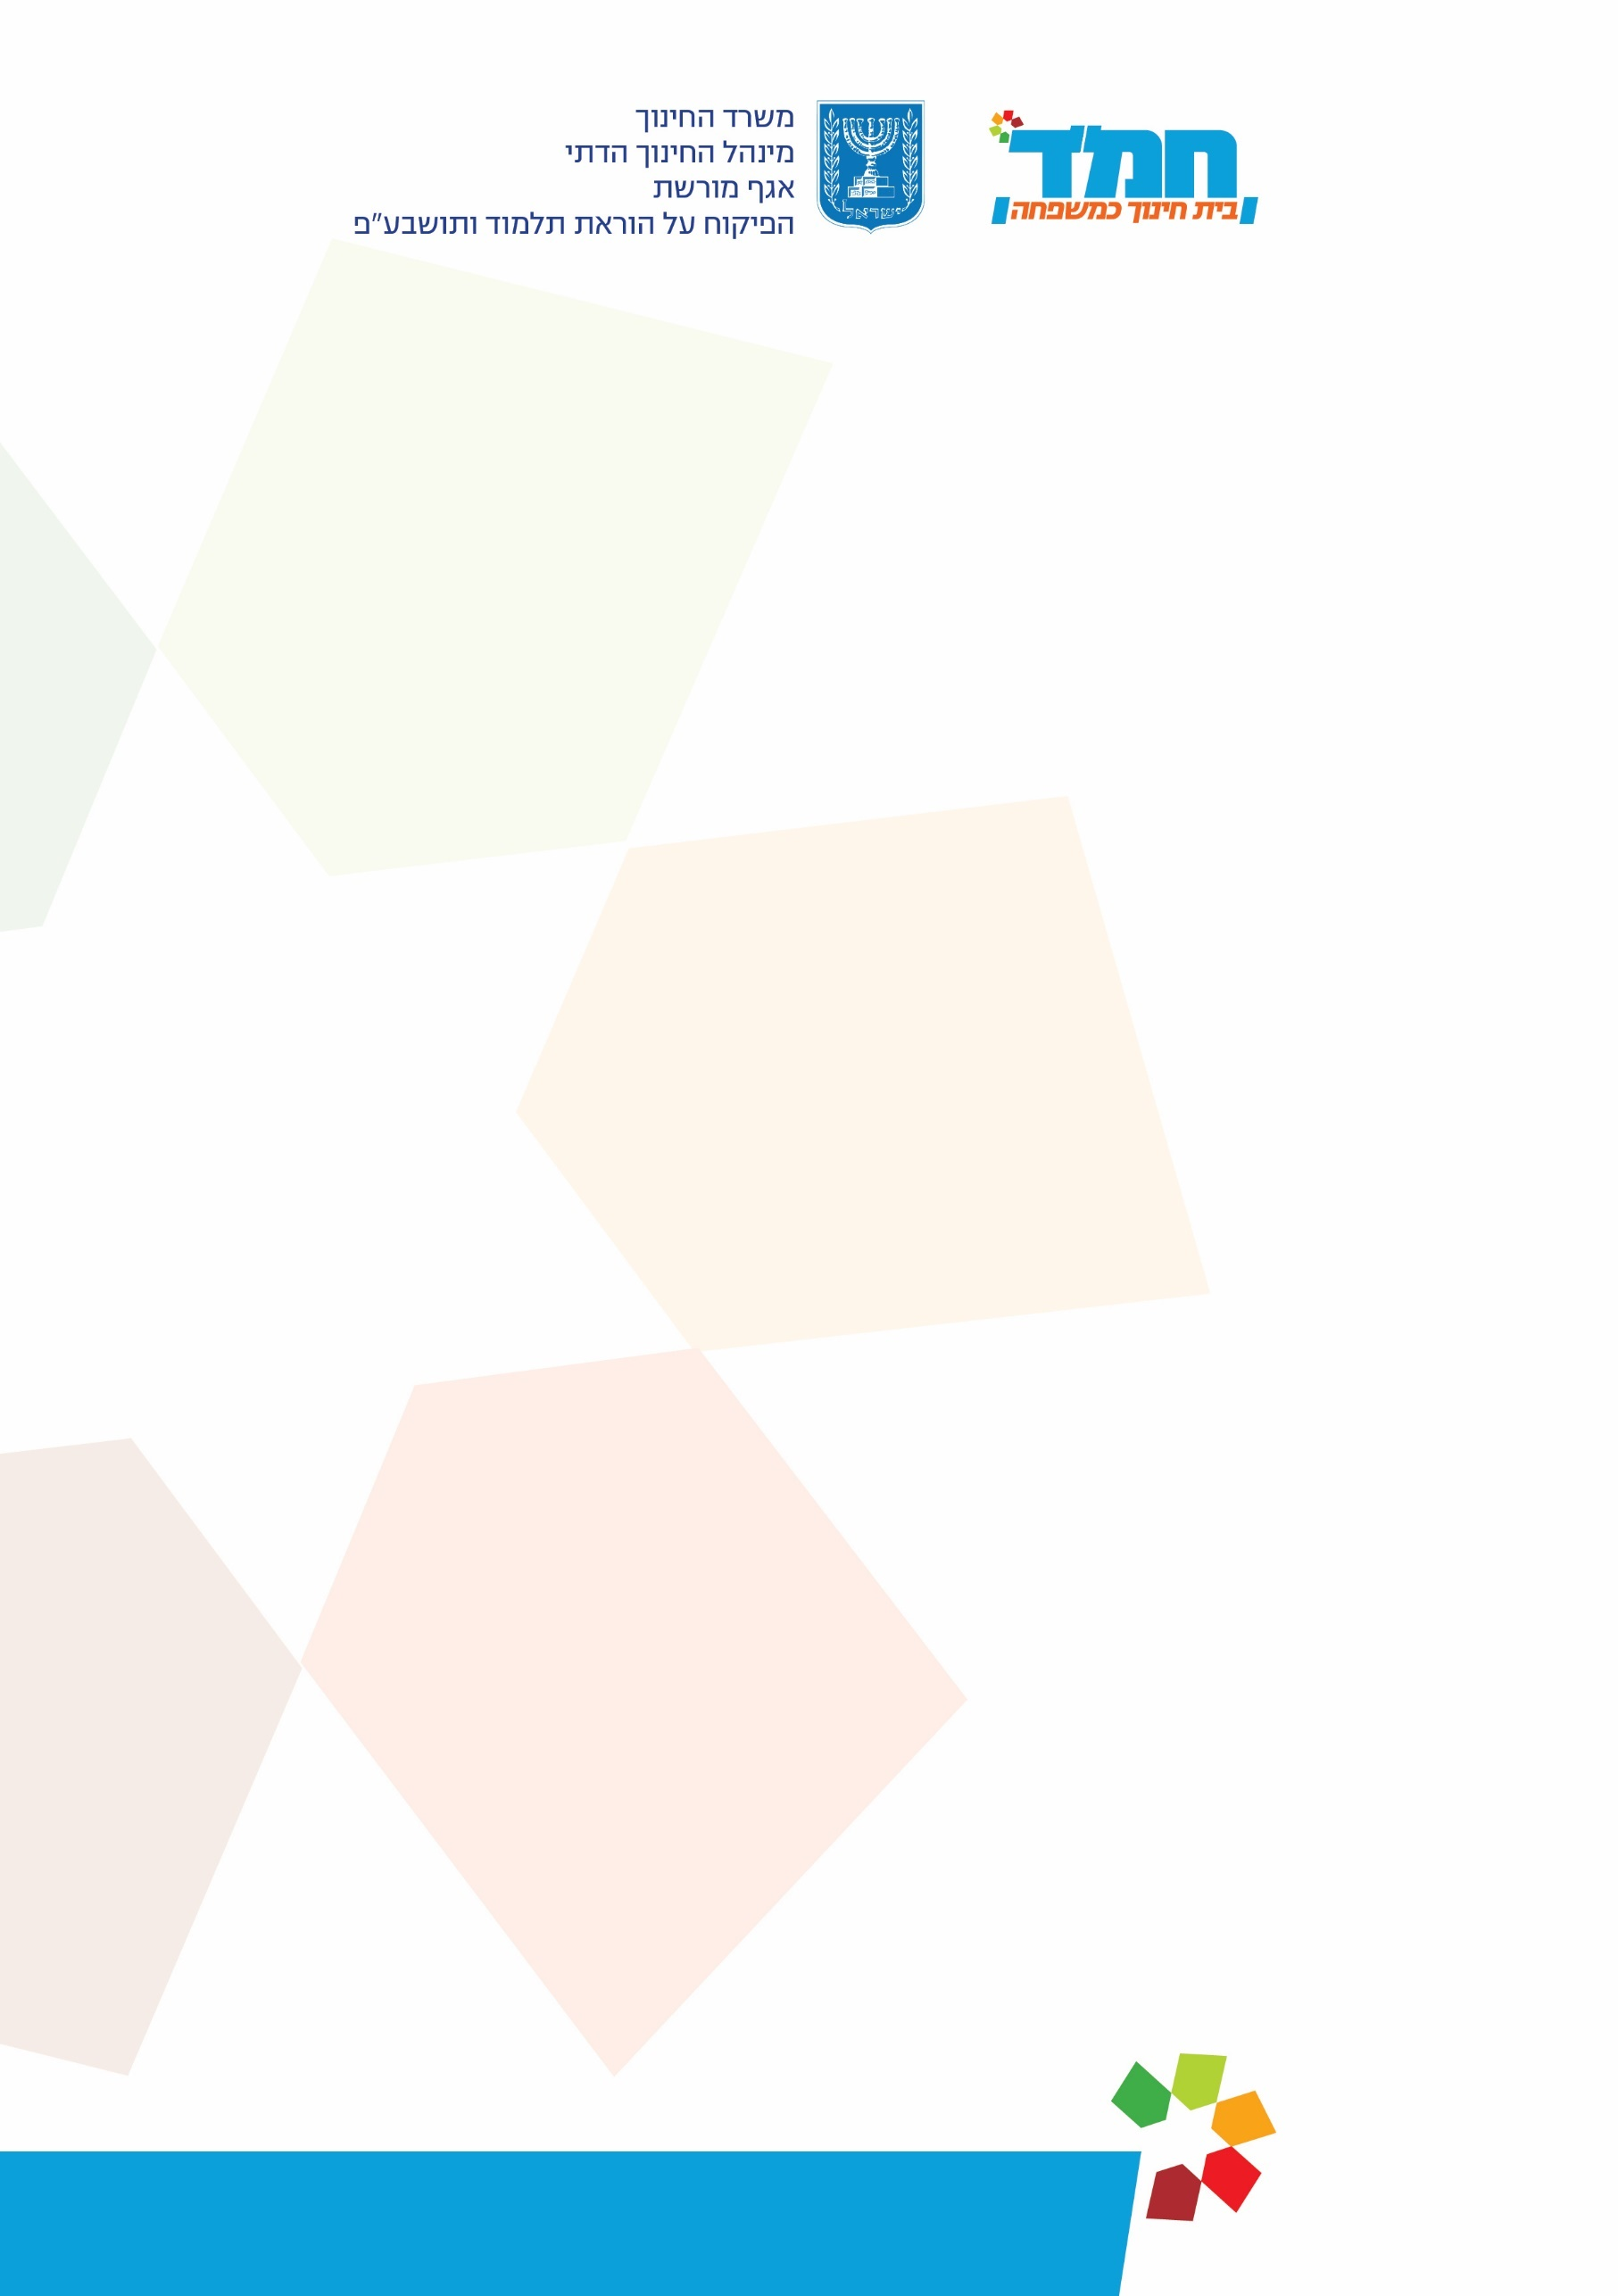 חמ"ד
בית חינוך כמשפחה
ישראל
משרד החינוך
מינהל החינוך הדתי
אגף מורשת
הפיקוח על הוראת תלמוד ותושבע״פ